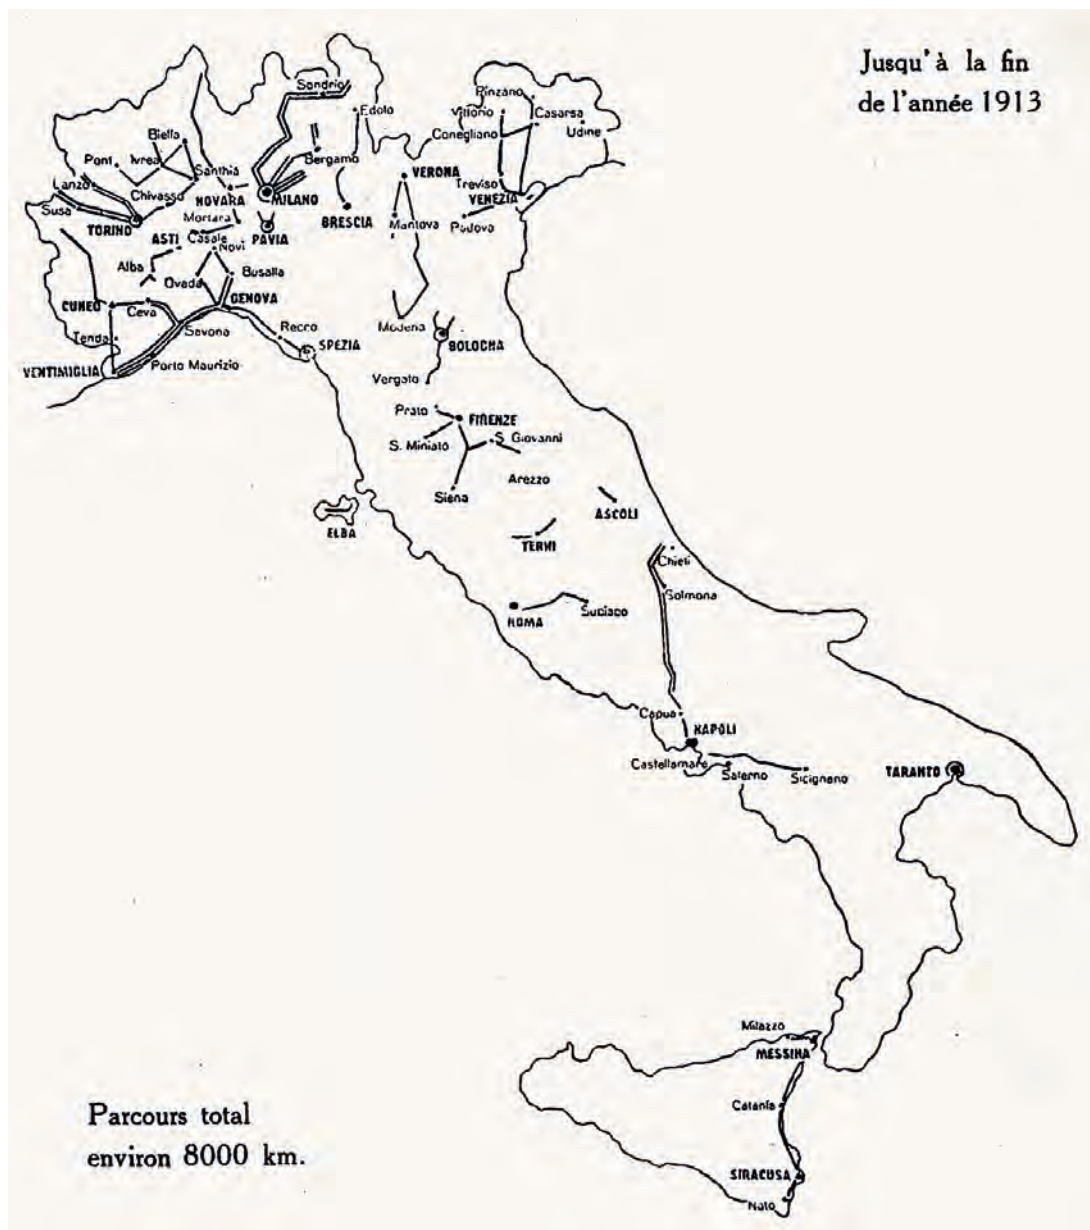 Jusqu'à la fin
de l'année 1913
Sondrio
Edolo
Pinzano
Vittorio
Casarsa
Conegliano
Udine
Biella
Pont
Ivrea
Santhià
Bergamo
VERONA
Treviso
VENEZIA
Lanzo
Chivasso
NOVARA
MILANO
Susa
Mortara
BRESCIA
Mantova
Padova
TORINO
ASTI
Casale
PAVIA
Novi
Alba
Ovada
Busalla
CUNEO
Ceva
GENOVA
Savona
Recco
Modena
Tenda
SPEZIA
BOLOGNA
VENTIMIGLIA
Porto Maurizio
Vergato
Prato
FIRENZE
S. Miniato
S. Giovanni
Arezzo
Siena
ASCOLI
ELBA
TERNI
Chieti
Solmona
ROMA
Subiaco
Capua
NAPOLI
Castellamare
Salerno
Sicignano
TARANTO
Milazzo
MESSINA
Catania
SIRACUSA
Noto
Parcours total
environ 8000 km.